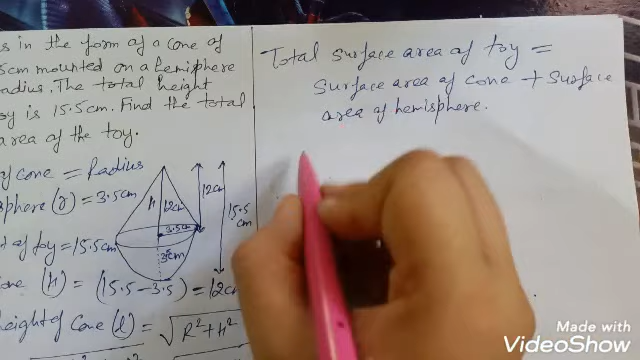 s in the form of a cone of
5cm mounted on a hemisphere
radius. The total height
oy is 15.5cm. Find the total
area of the toy.
of cone = Radius
sphere (r) = 3.5cm
t of toy = 15.5cm
one (h) = (15.5-3.5) = 12cm
height of Cone (l) = √R²+h²
h 12cm
3.5cm
3.5cm
12cm
15.5
cm
Total surface area of toy =
Surface area of cone + Surface
area of hemisphere.
Made with
VideoShow